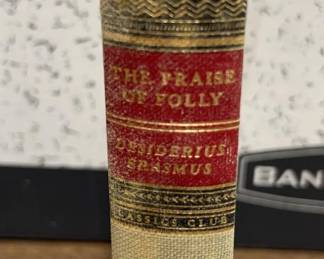 THE PRAISE
OF FOLLY
DESIDERIUS
ERASMUS
CLASSICS CLUB
BAN